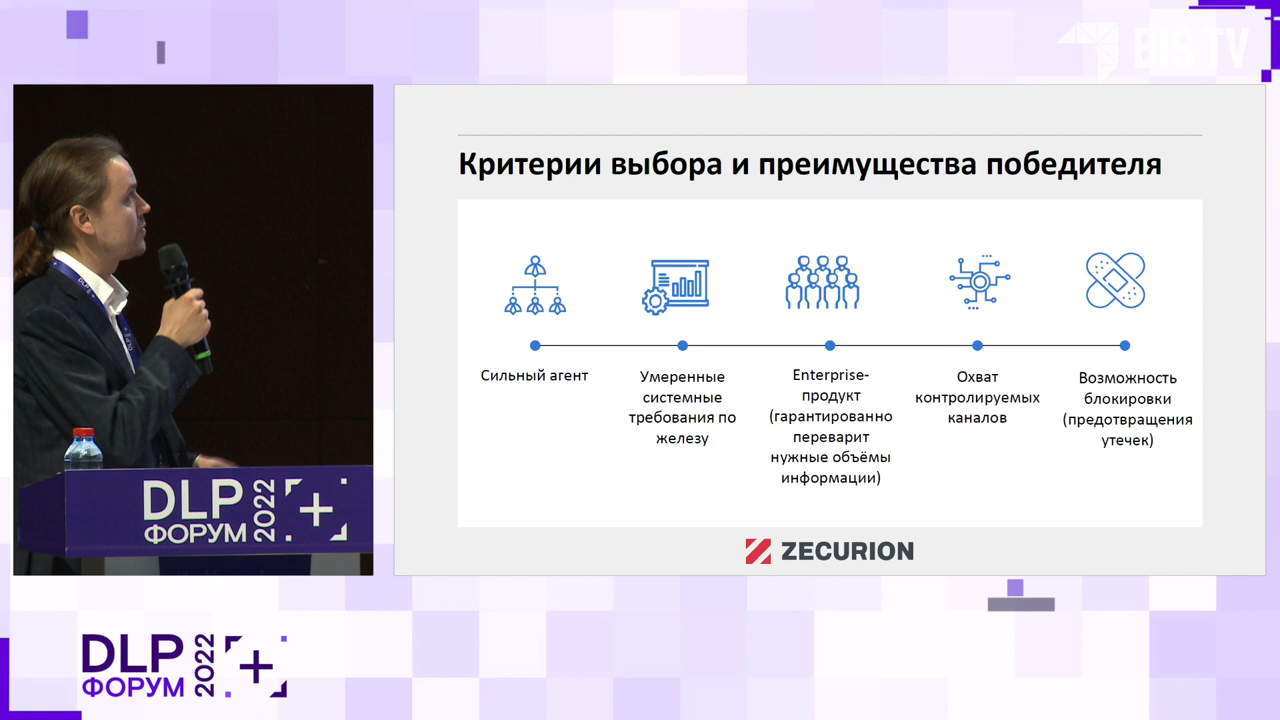 BIS TV
Критерии выбора и преимущества победителя
Сильный агент
Умеренные
системные
требования по
железу
Enterprise-
продукт
(гарантированно
переварит
нужные объёмы
информации)
Охват
контролируемых
каналов
Возможность
блокировки
(предотвращения
утечек)
ZECURION
DLP
ФОРУМ
2022
DLP
ФОРУМ
2022